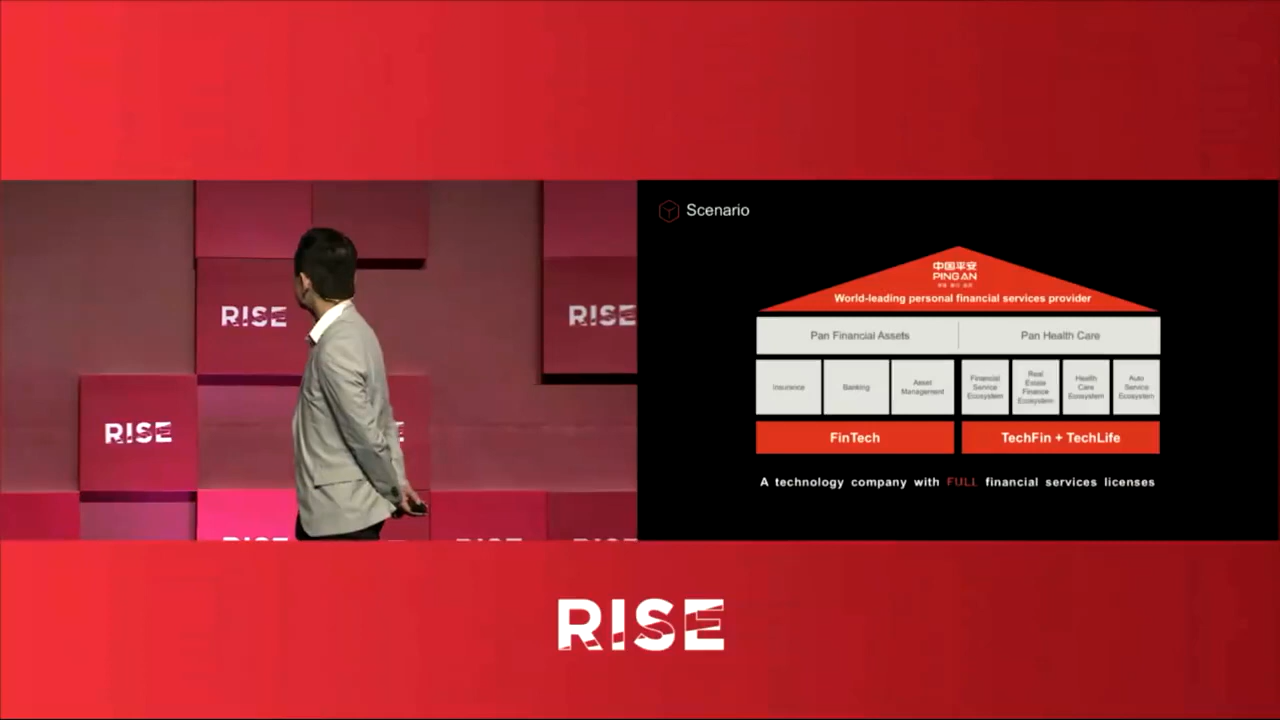 RISE
RISE
RISE
Scenario
中国平安
PING AN
World-leading personal financial services provider
Pan Financial Assets
Pan Health Care
Insurance
Banking
Asset
Management
Financial
Service
Ecosystem
Real
Estate
Finance
Ecosystem
Health
Care
Ecosystem
Auto
Service
Ecosystem
FinTech
TechFin + TechLife
A technology company with FULL financial services licenses
RISE